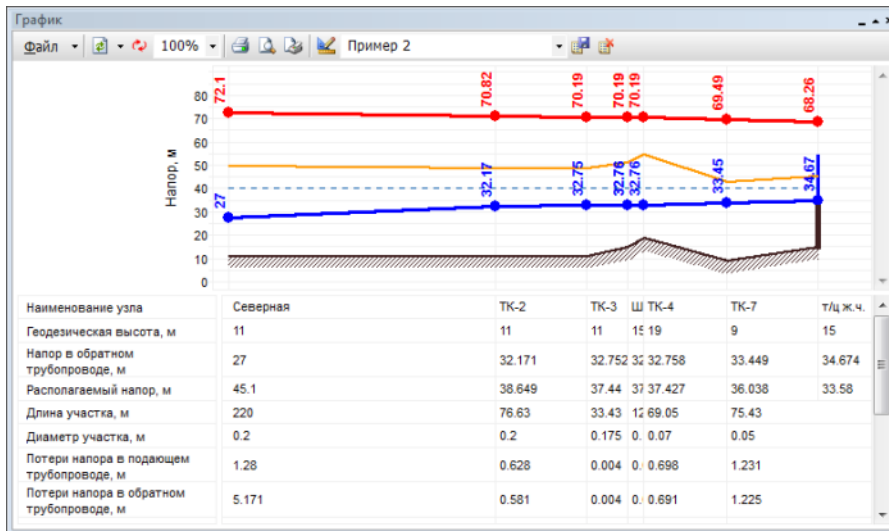 График
Файл 100% Пример 2
72.1 70.82 70.19 70.19 70.19 69.49 68.26
80
70
60
50
40
30
20
10
0
Напор, м
27 32.17 32.75 32.76 32.76 33.45 34.67
Наименование узла Северная ТК-2 ТК-3 Ш ТК-4 ТК-7 т/ц ж.ч.
Геодезическая высота, м 11 11 11 15 19 9 15
Напор в обратном
трубопроводе, м 27 32.171 32.752 32 32.758 33.449 34.674
Располагаемый напор, м 45.1 38.649 37.44 37 37.427 36.038 33.58
Длина участка, м 220 76.63 33.43 12 69.05 75.43
Диаметр участка, м 0.2 0.2 0.175 0. 0.07 0.05
Потери напора в подающем
трубопроводе, м 1.28 0.628 0.004 0. 0.698 1.231
Потери напора в обратном
трубопроводе, м 5.171 0.581 0.004 0. 0.691 1.225